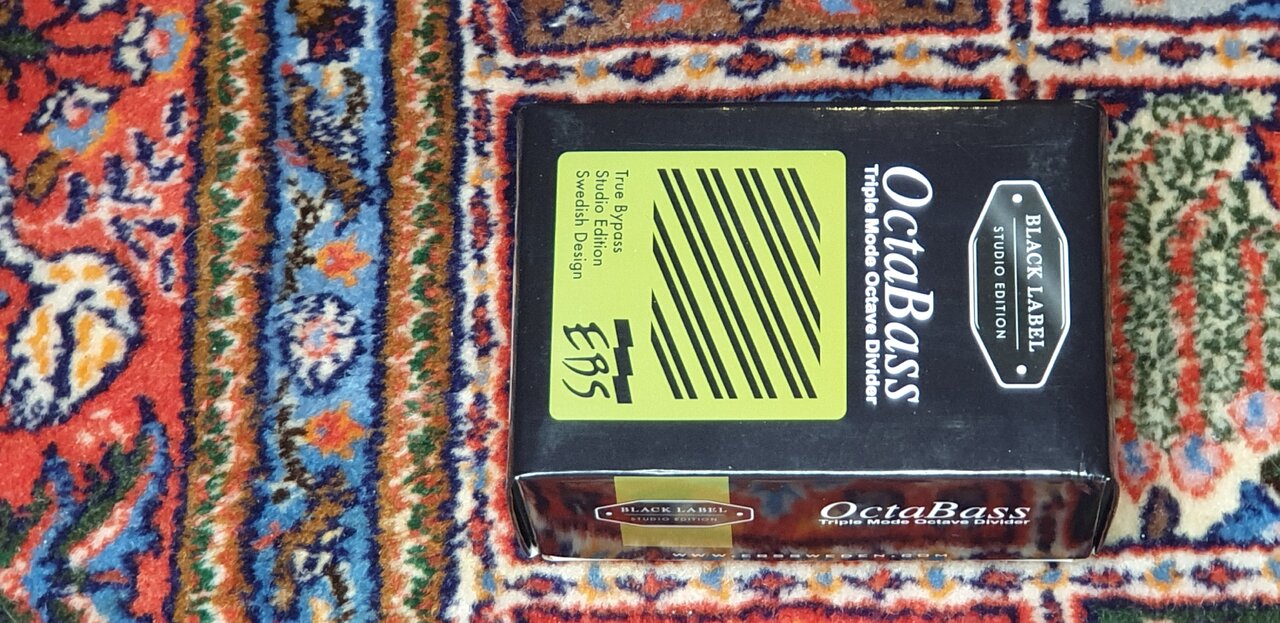 BLACK LABEL
STUDIO EDITION
OctaBass
Triple Mode Octave Divider
True Bypass
Studio Edition
Swedish Design
EBS
BLACK LABEL
STUDIO EDITION
OctaBass
Triple Mode Octave Divider
WWW.EBSSWEDEN.COM